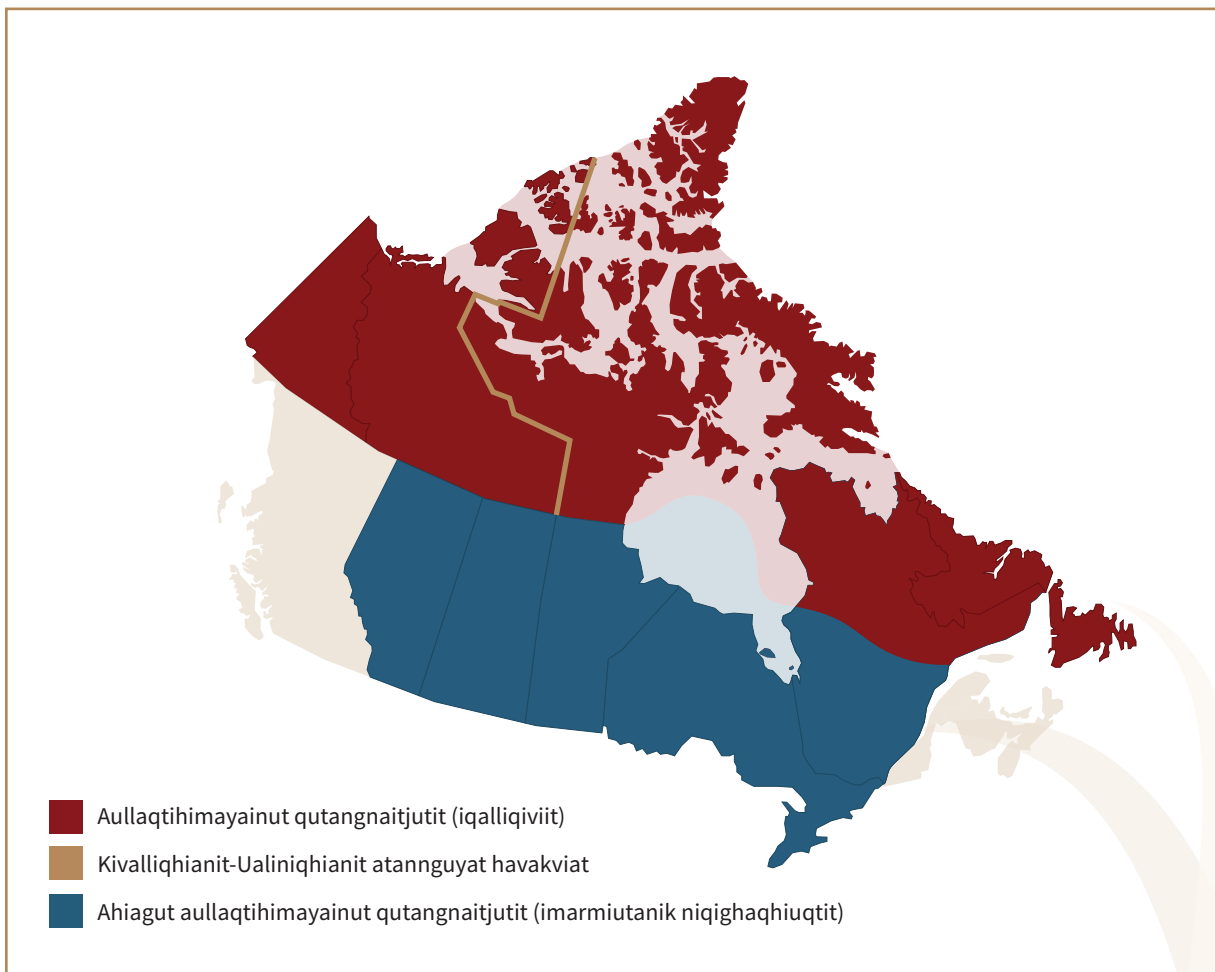 Aullaqtihimayainut qutangnaitjutit (iqalliqiviit)
Kivalliqhianit-Ualiniqhianit atannguyat havakviat
Ahiagut aullaqtihimayainut qutangnaitjutit (imarmiutanik niqighaqhiuqtit)